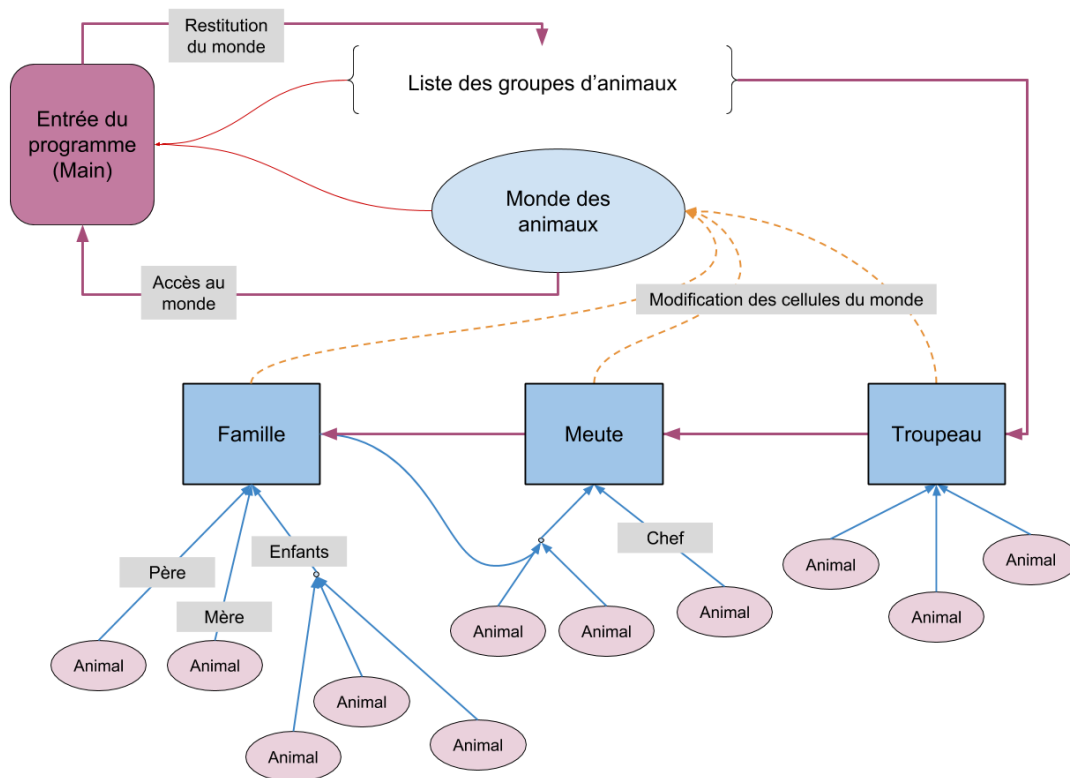 Restitution
du monde
Liste des groupes d'animaux
Entrée du
programme
(Main)
Monde des
animaux
Accès au
monde
Modification des cellules du monde
Famille
Meute
Troupeau
Enfants
Chef
Père
Mère
Animal
Animal
Animal
Animal
Animal
Animal
Animal
Animal
Animal
Animal
Animal